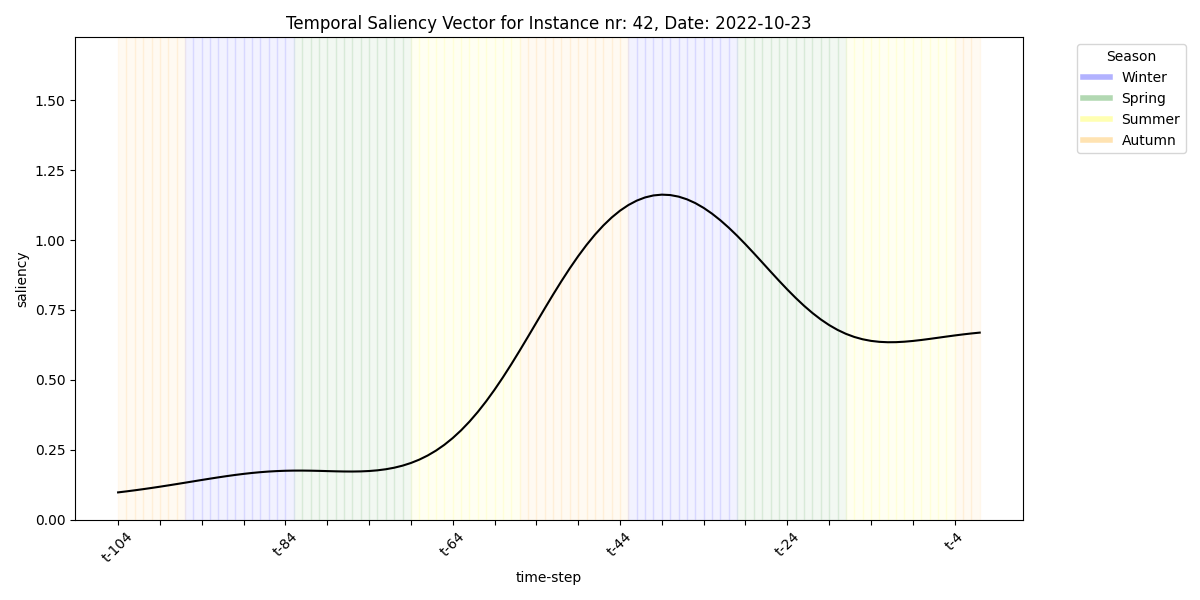 Temporal Saliency Vector for Instance nr: 42, Date: 2022-10-23
Season
Winter
Spring
Summer
Autumn
saliency
1.50
1.25
1.00
0.75
0.50
0.25
0.00
t-104
t-84
t-64
t-44
t-24
t-4
time-step